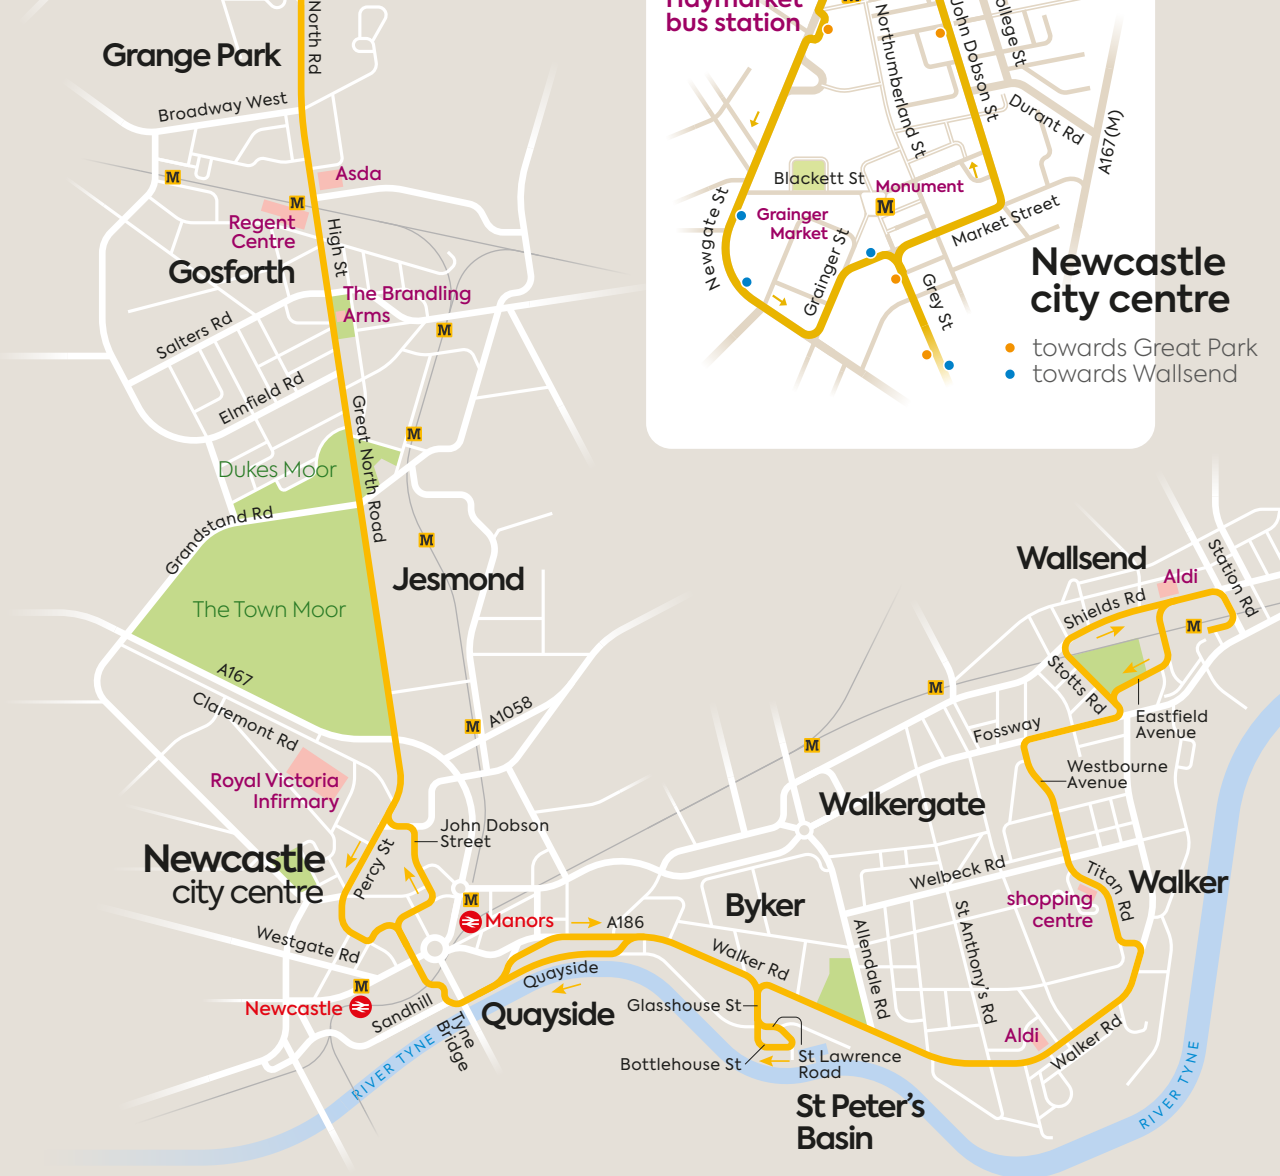 Haymarket
bus station
North Rd
Grange Park
Broadway West
Northumberland St
John Dobson St
College St
Durant Rd
A167(M)
Asda
M
M
Regent
Centre
High St
Gosforth
Blackett St
Monument
M
Grainger
Market
Newgate St
Grainger St
Market Street
Grey St
Newcastle
city centre
towards Great Park
towards Wallsend
The Brandling
Arms
Salters Rd
M
Elmfield Rd
Great North Road
M
Dukes Moor
Grandstand Rd
M
Jesmond
The Town Moor
A167
Claremont Rd
M
A1058
Royal Victoria
Infirmary
Wallsend
Aldi
Station Rd
Shields Rd
M
Stotts Rd
M
Eastfield
Avenue
Fossway
M
Westbourne
Avenue
Walkergate
John Dobson
Street
Percy St
Newcastle
city centre
Welbeck Rd
Titan Rd
Walker
shopping
centre
Byker
M
Manors
A186
Westgate Rd
Walker Rd
Allendale Rd
St Anthony's Rd
M
Newcastle
Sandhill
Quayside
Quayside
Tyne
Bridge
Glasshouse St
Bottlehouse St
St Lawrence
Road
Aldi
Walker Rd
RIVER TYNE
RIVER TYNE
St Peter's
Basin